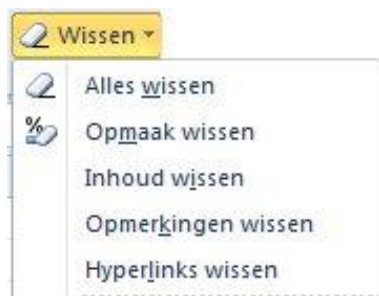 Wissen
Alles wissen
Opmaak wissen
Inhoud wissen
Opmerkingen wissen
Hyperlinks wissen